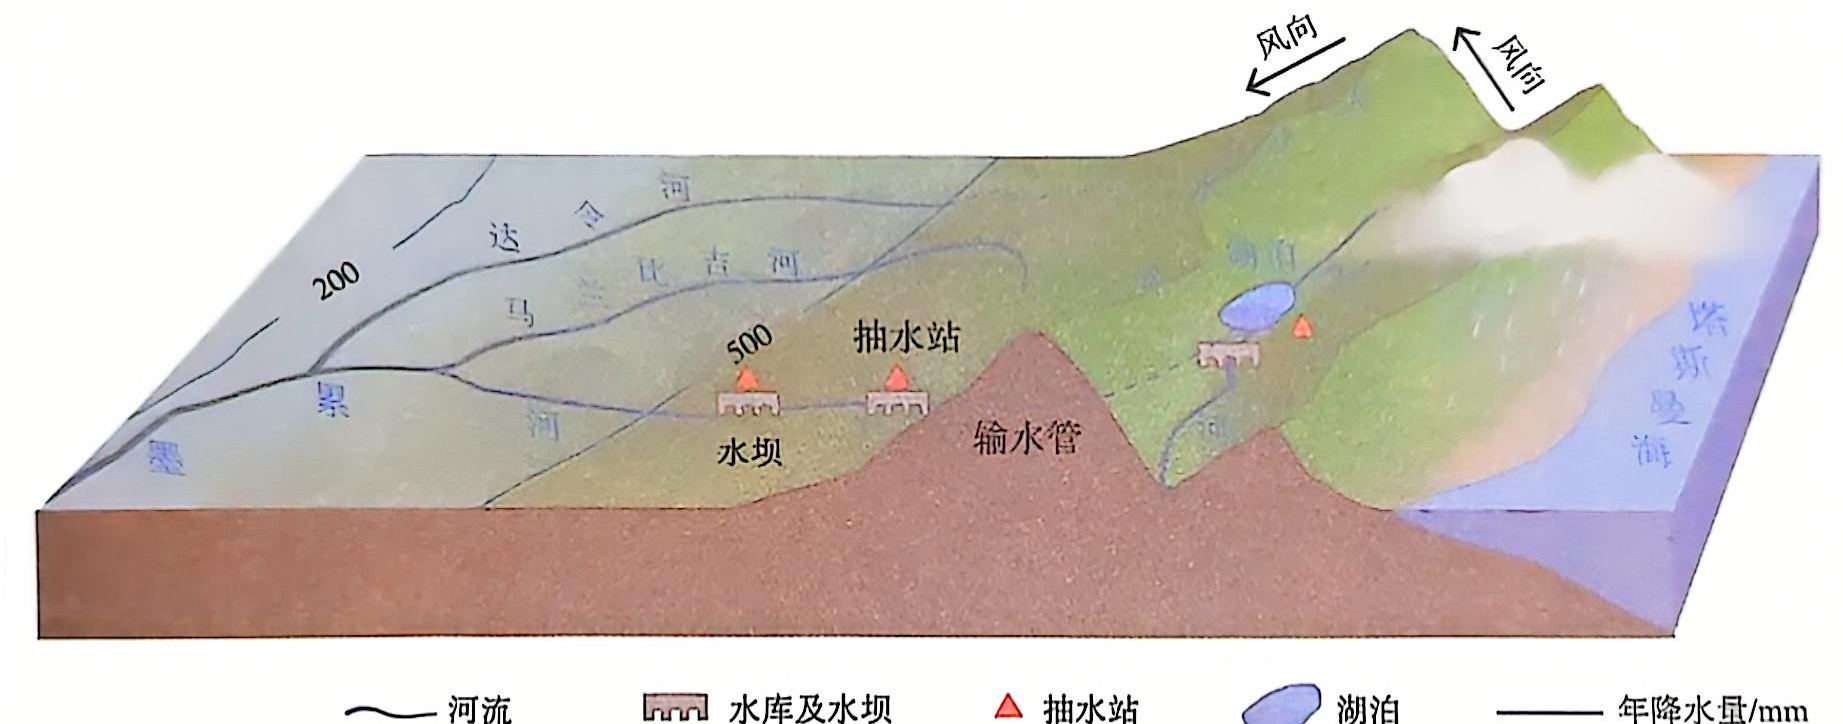 风向
风向
达令河
马兰比吉河
200
500
抽水站
水坝
输水管
湖泊
墨累
河
河
塔斯曼海
河流
水库及水坝
抽水站
湖泊
年降水量/mm